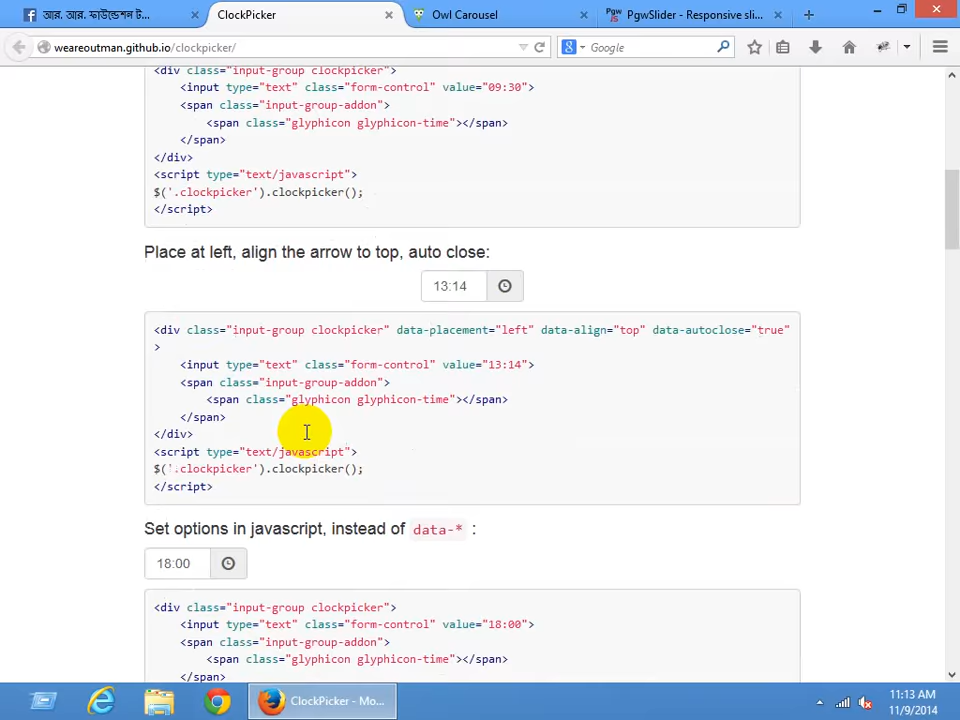 আর. আর. ফাউন্ডেশন ট...
ClockPicker
Owl Carousel
PgwSlider - Responsive sli...
weareoutman.github.io/clockpicker/
Google
<div class="input-group clockpicker">
<input type="text" class="form-control" value="09:30">
<span class="input-group-addon">
<span class="glyphicon glyphicon-time"></span>
</span>
</div>
<script type="text/javascript">
$('.clockpicker').clockpicker();
</script>
Place at left, align the arrow to top, auto close:
13:14
<div class="input-group clockpicker" data-placement="left" data-align="top" data-autoclose="true"
>
<input type="text" class="form-control" value="13:14">
<span class="input-group-addon">
<span class="glyphicon glyphicon-time"></span>
</span>
</div>
<script type="text/javascript">
$('.clockpicker').clockpicker();
</script>
Set options in javascript, instead of data-* :
18:00
<div class="input-group clockpicker">
<input type="text" class="form-control" value="18:00">
<span class="input-group-addon">
<span class="glyphicon glyphicon-time"></span>
</span>
ClockPicker - Mo...
11:13 AM
11/9/2014